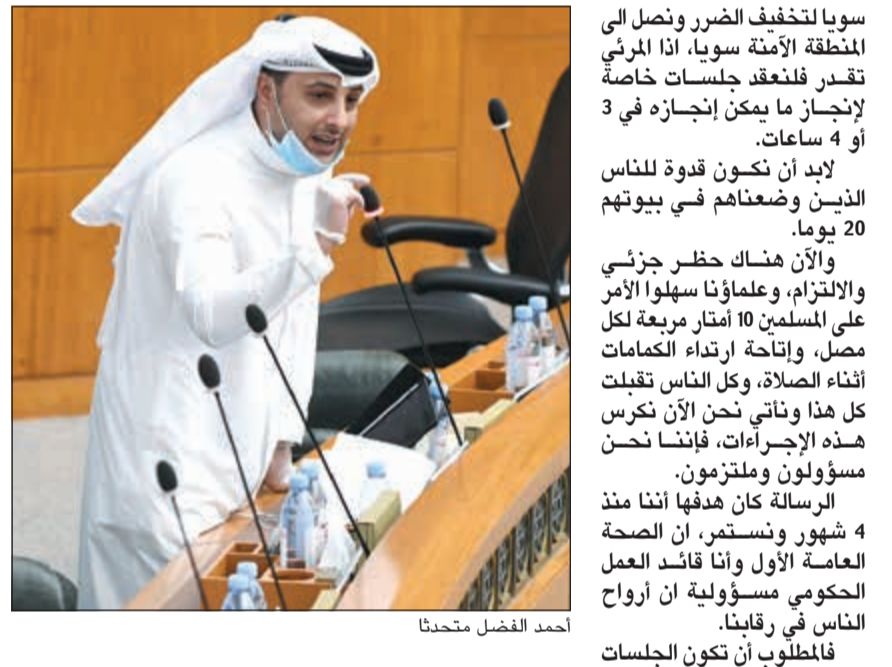 سويا لتخفيف الضرر ونصل الى
المنطقة الآمنة سويا، اذا المرئي
تقدر فلنعقد جلسات خاصة
لإنجاز ما يمكن إنجازه في 3
أو 4 ساعات.
لابد أن نكون قدوة للناس
الذين وضعناهم في بيوتهم
20 يوما.
والآن هناك حظر جزئي
والالتزام، وعلماؤنا سهلوا الأمر
على المسلمين 10 أمتار مربعة لكل
مصل، وإتاحة ارتداء الكمامات
أثناء الصلاة، وكل الناس تقبلت
كل هذا ونأتي نحن الآن نكرس
هذه الإجراءات، فإننا نحن
مسؤولون وملتزمون.
الرسالة كان هدفها أننا منذ
4 شهور ونستمر، ان الصحة
العامة الأول وأنا قائد العمل
الحكومي مسؤولية ان أرواح
الناس في رقابنا.
فالمطلوب أن تكون الجلسات
أحمد الفضل متحدثا